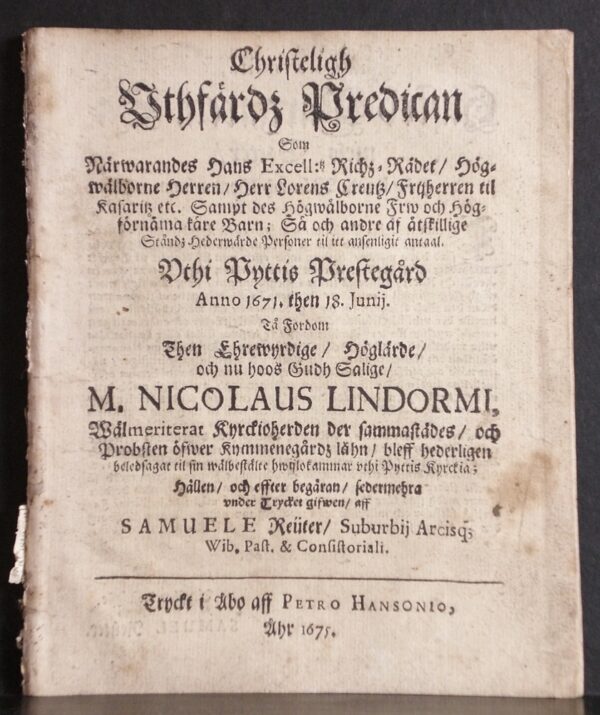 Christeligh
Uthfärdz Predican
Som
Närwarandes Hans Excell:s Richz-Rådet/ Hög-
wälborne Herren/ Herr Lorens Creutz/ Frijherren til
Kasaritz etc. Sampt des Högwälborne Frw och Hög-
förnäma käre Barn; Så och andre af åtskillige
Ståndz Hederwärde Personer til itt ansenligit antaal.
Vthi Pyttis Prestegård
Anno 1671. then 18. Junij.
Tå Fordom
Then Ehrewyrdige/ Höglärde/
och nu hoos Gudh Salige/
M. NICOLAUS LINDORMI,
Wälmeriterat Kyrckioherden der sammastädes/ och
Probsten öfwer Kymmenegårdz lähn/ bleff hederligen
beledsagat til sin wälbestälte hwijlokammar vthi Pyttis Kyrckia;
Hållen/ och effter begäran/ sedermehra
vnder Trycket gifwen/ aff
SAMUELE Reüter/ Suburbij Arcisq;
Wib. Past. & Consistoriali.
Tryckt i Åbo aff PETRO HANSONIO,
Åhr 1675.